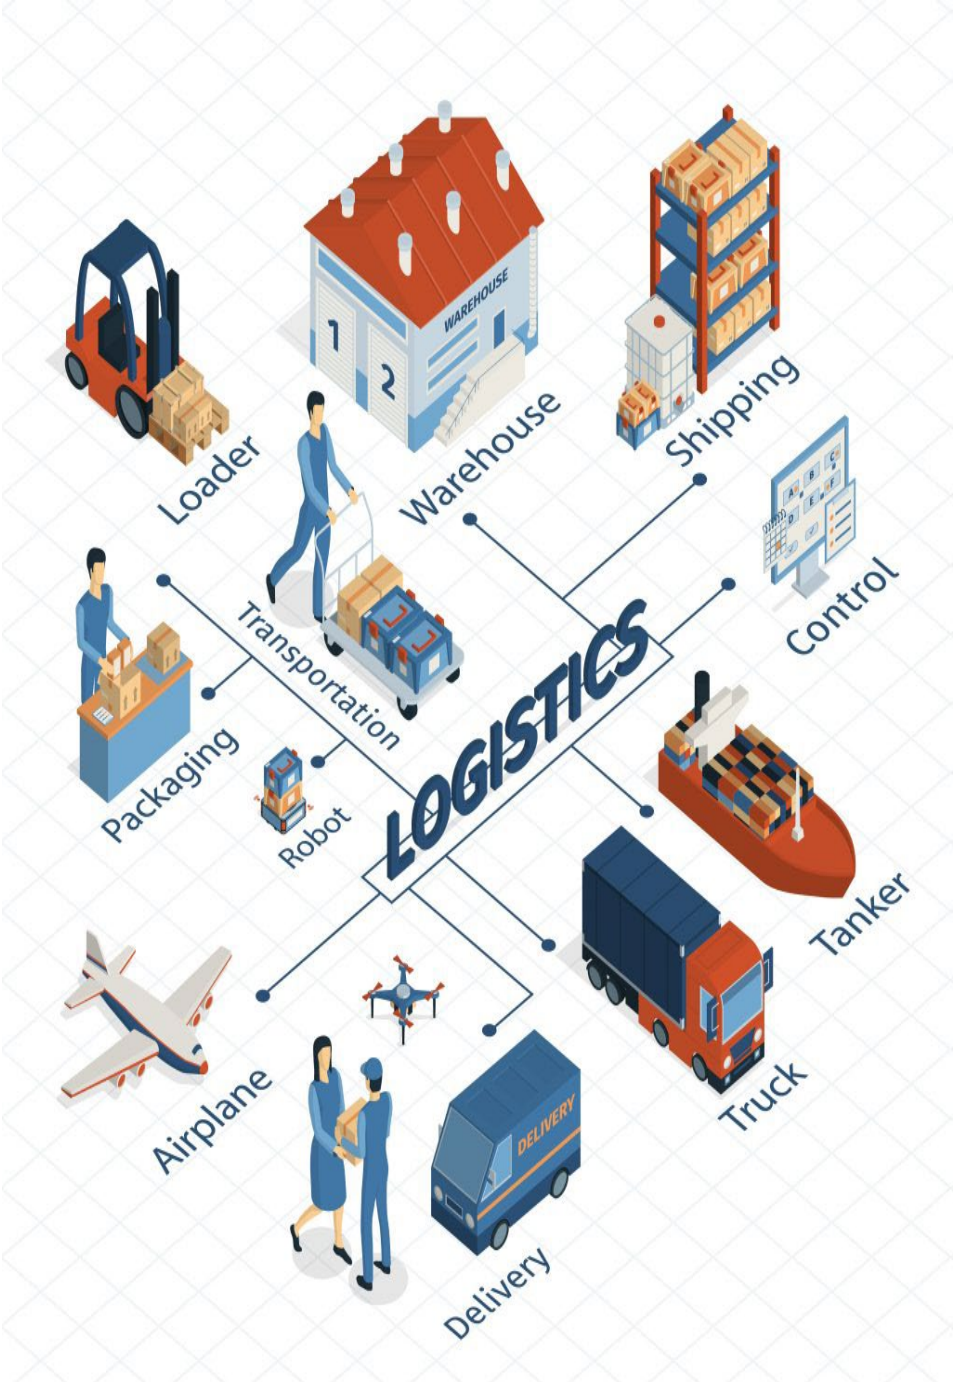 WAREHOUSE
1
2
Loader
Warehouse
Shipping
A B C
D E F
Control
Transportation
LOGISTICS
Packaging
Robot
Tanker
Truck
Airplane
DELIVERY
Delivery